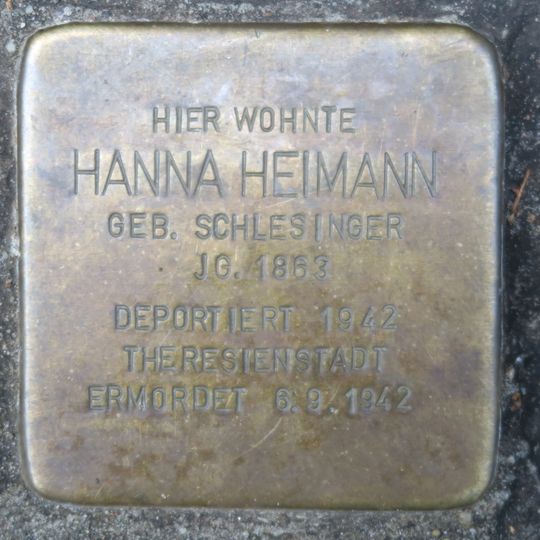 HIER WOHNTE
HANNA HEIMANN
GEB. SCHLESINGER
JG. 1863
DEPORTIERT 1942
THERESIENSTADT
ERMORDET 6.9.1942